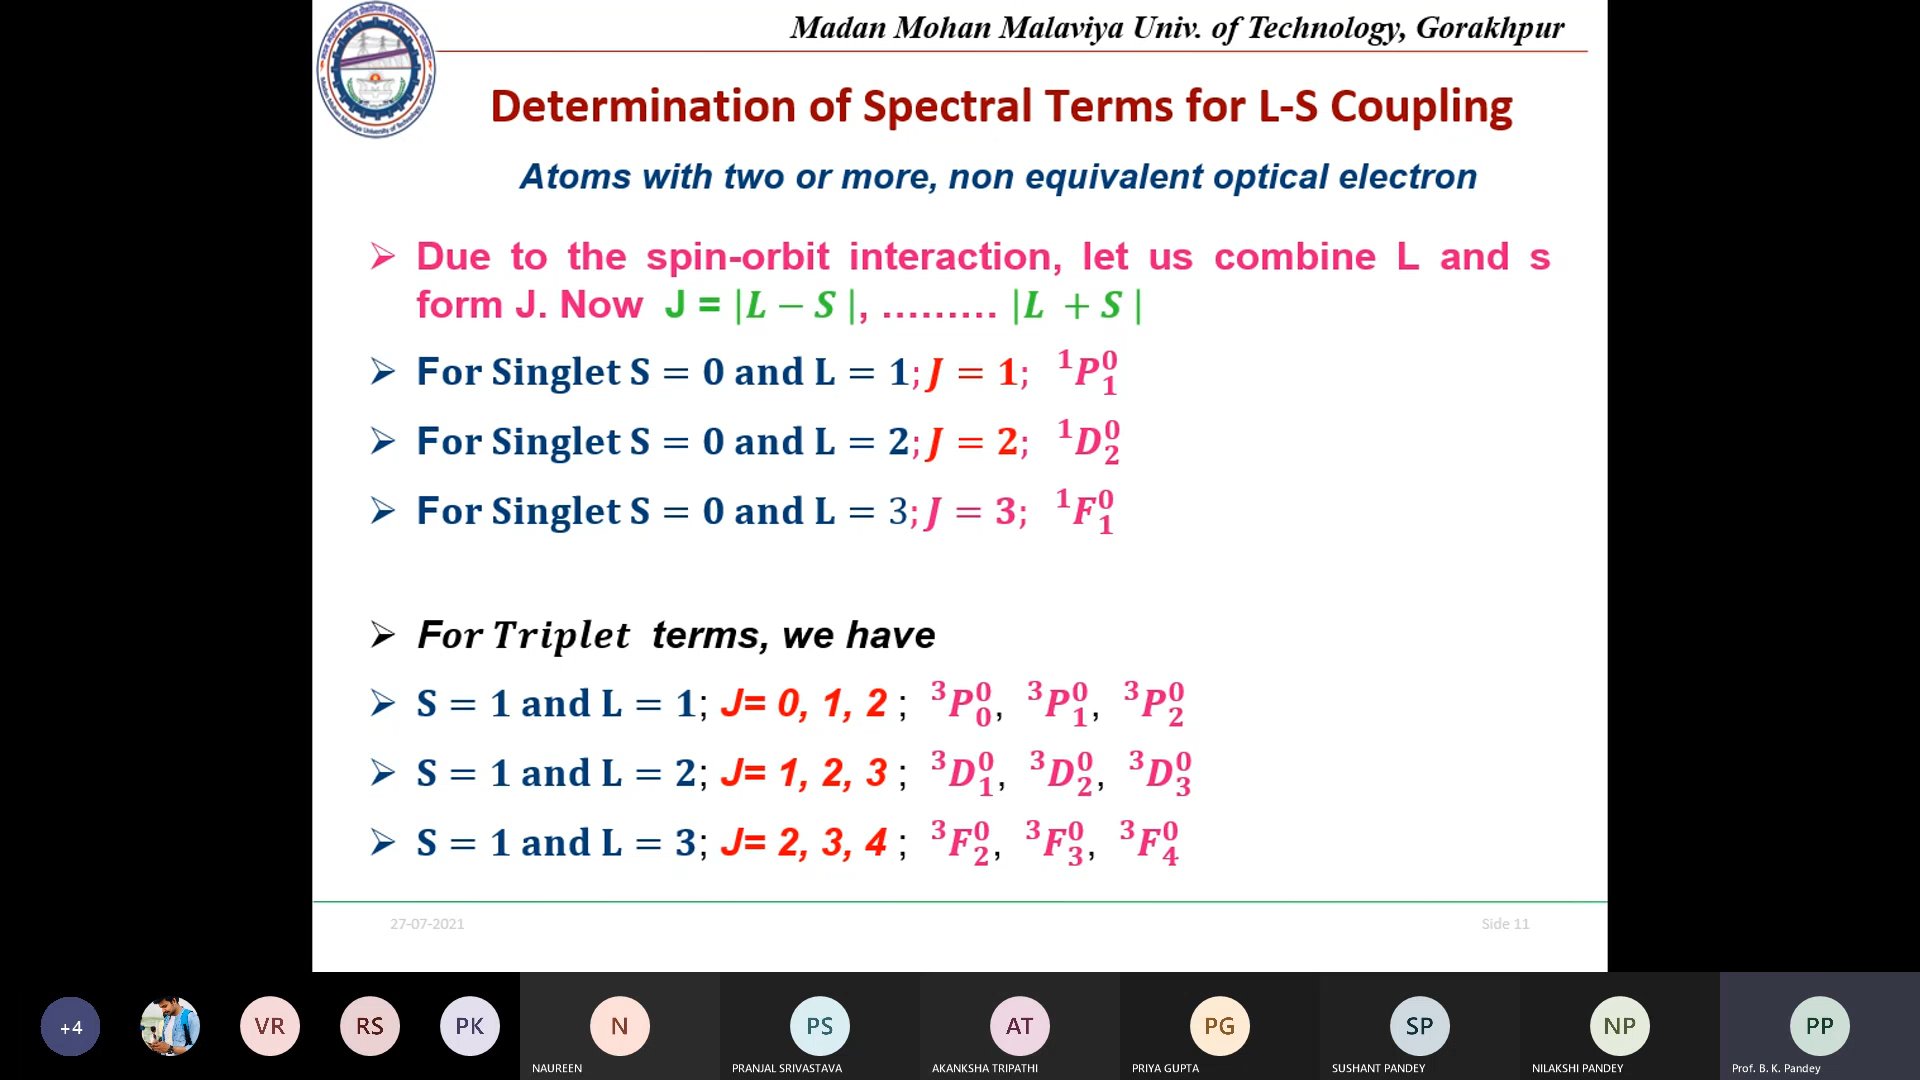 Madan Mohan Malaviya Univ. of Technology, Gorakhpur
Determination of Spectral Terms for L-S Coupling
Atoms with two or more, non equivalent optical electron
➢ Due to the spin-orbit interaction, let us combine L and s
form J. Now J = |L − S |, ......... |L + S |
➢ For Singlet S = 0 and L = 1; J = 1; ¹P₁⁰
➢ For Singlet S = 0 and L = 2; J = 2; ¹D₂⁰
➢ For Singlet S = 0 and L = 3; J = 3; ¹F₁⁰
➢ For Triplet terms, we have
➢ S = 1 and L = 1; J= 0, 1, 2 ; ³P₀⁰, ³P₁⁰, ³P₂⁰
➢ S = 1 and L = 2; J= 1, 2, 3 ; ³D₁⁰, ³D₂⁰, ³D₃⁰
➢ S = 1 and L = 3; J= 2, 3, 4 ; ³F₂⁰, ³F₃⁰, ³F₄⁰
27-07-2021 Side 11
+4 VR RS PK N PS AT PG SP NP PP
NAUREEN PRANJAL SRIVASTAVA AKANKSHA TRIPATHI PRIYA GUPTA SUSHANT PANDEY NILAKSHI PANDEY Prof. B. K. Pandey